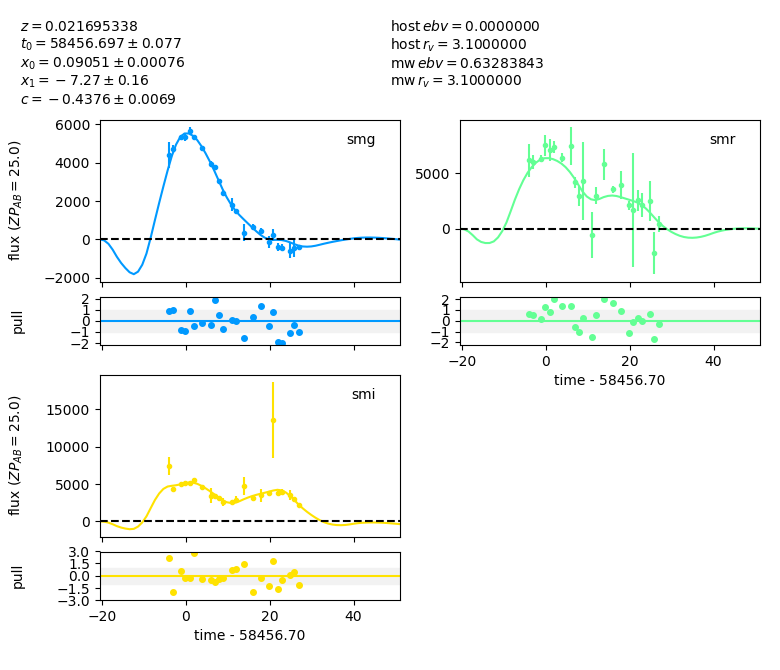 z = 0.021695338
t0 = 58456.697 ± 0.077
x0 = 0.09051 ± 0.00076
x1 = −7.27 ± 0.16
c = −0.4376 ± 0.0069
host ebv = 0.0000000
host rv = 3.1000000
mw ebv = 0.63283843
mw rv = 3.1000000
smg
6000
4000
2000
0
−2000
flux (ZPAB = 25.0)
2
1
0
−1
−2
pull
smr
5000
0
2
1
0
−1
−2
−20
0
20
40
time - 58456.70
smi
15000
10000
5000
0
flux (ZPAB = 25.0)
3.0
1.5
0.0
−1.5
−3.0
pull
−20
0
20
40
time - 58456.70